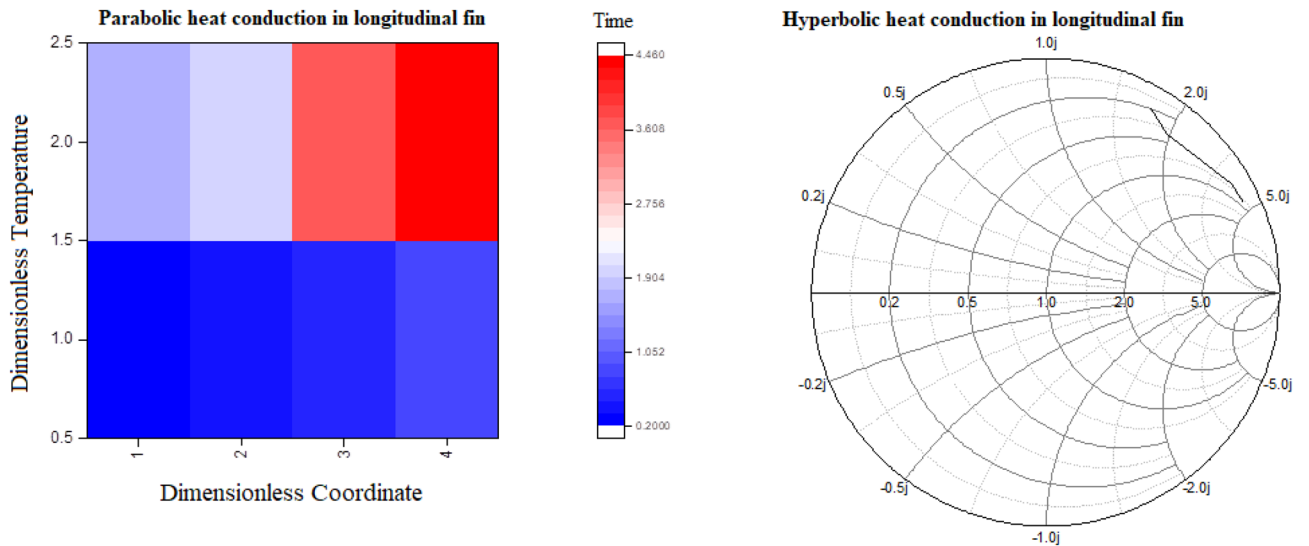 Parabolic heat conduction in longitudinal fin
Dimensionless Temperature
2.5
2.0
1.5
1.0
0.5
1
2
3
4
Dimensionless Coordinate
Time
4.460
3.608
2.756
1.904
1.052
0.2000
Hyperbolic heat conduction in longitudinal fin
1.0j
0.5j
2.0j
0.2j
5.0j
0.2
0.5
1.0
2.0
5.0
-0.2j
-5.0j
-0.5j
-2.0j
-1.0j